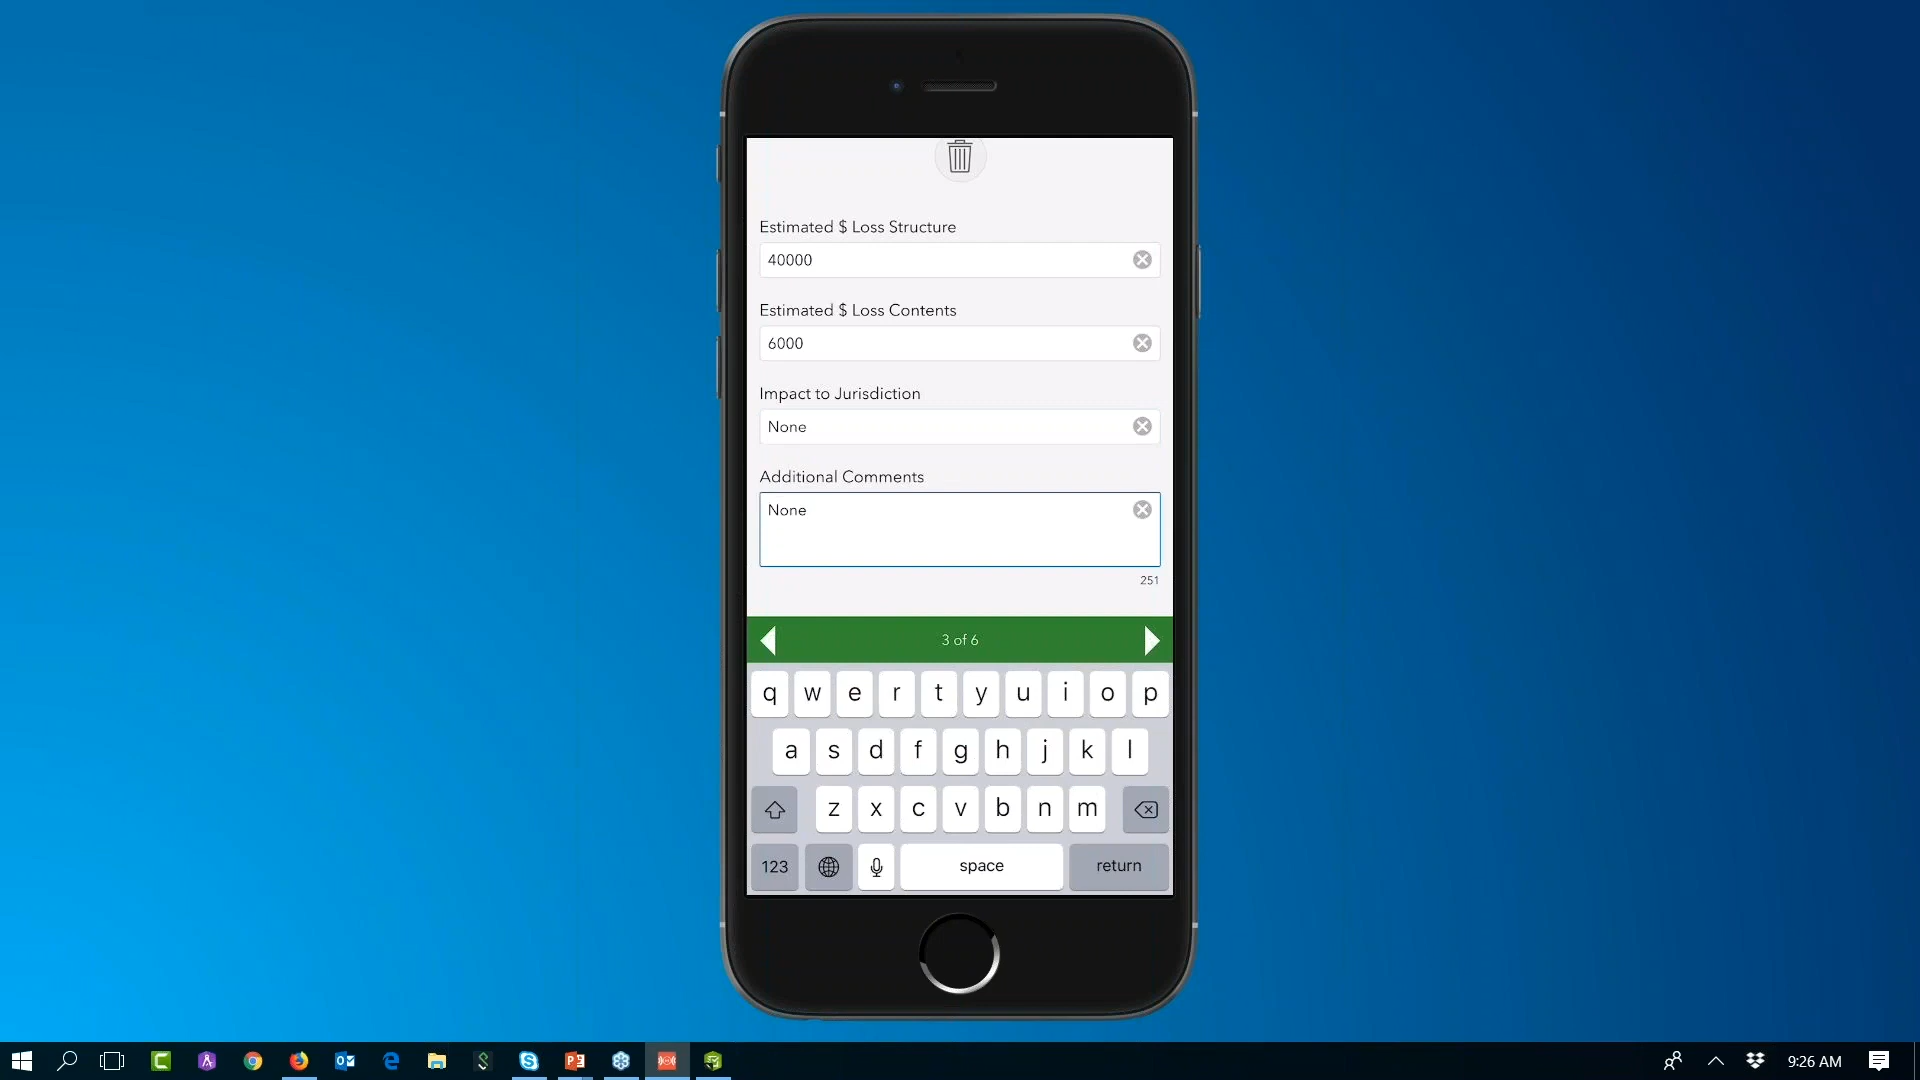 Estimated $ Loss Structure
40000
Estimated $ Loss Contents
6000
Impact to Jurisdiction
None
Additional Comments
None
251
3 of 6
q w e r t y u i o p
a s d f g h j k l
z x c v b n m
123 space return
9:26 AM